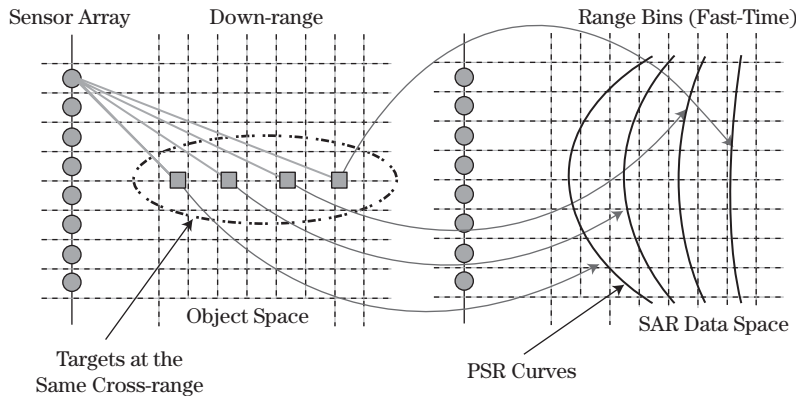 Sensor Array
Down-range
Range Bins (Fast-Time)
Object Space
SAR Data Space
Targets at the
Same Cross-range
PSR Curves